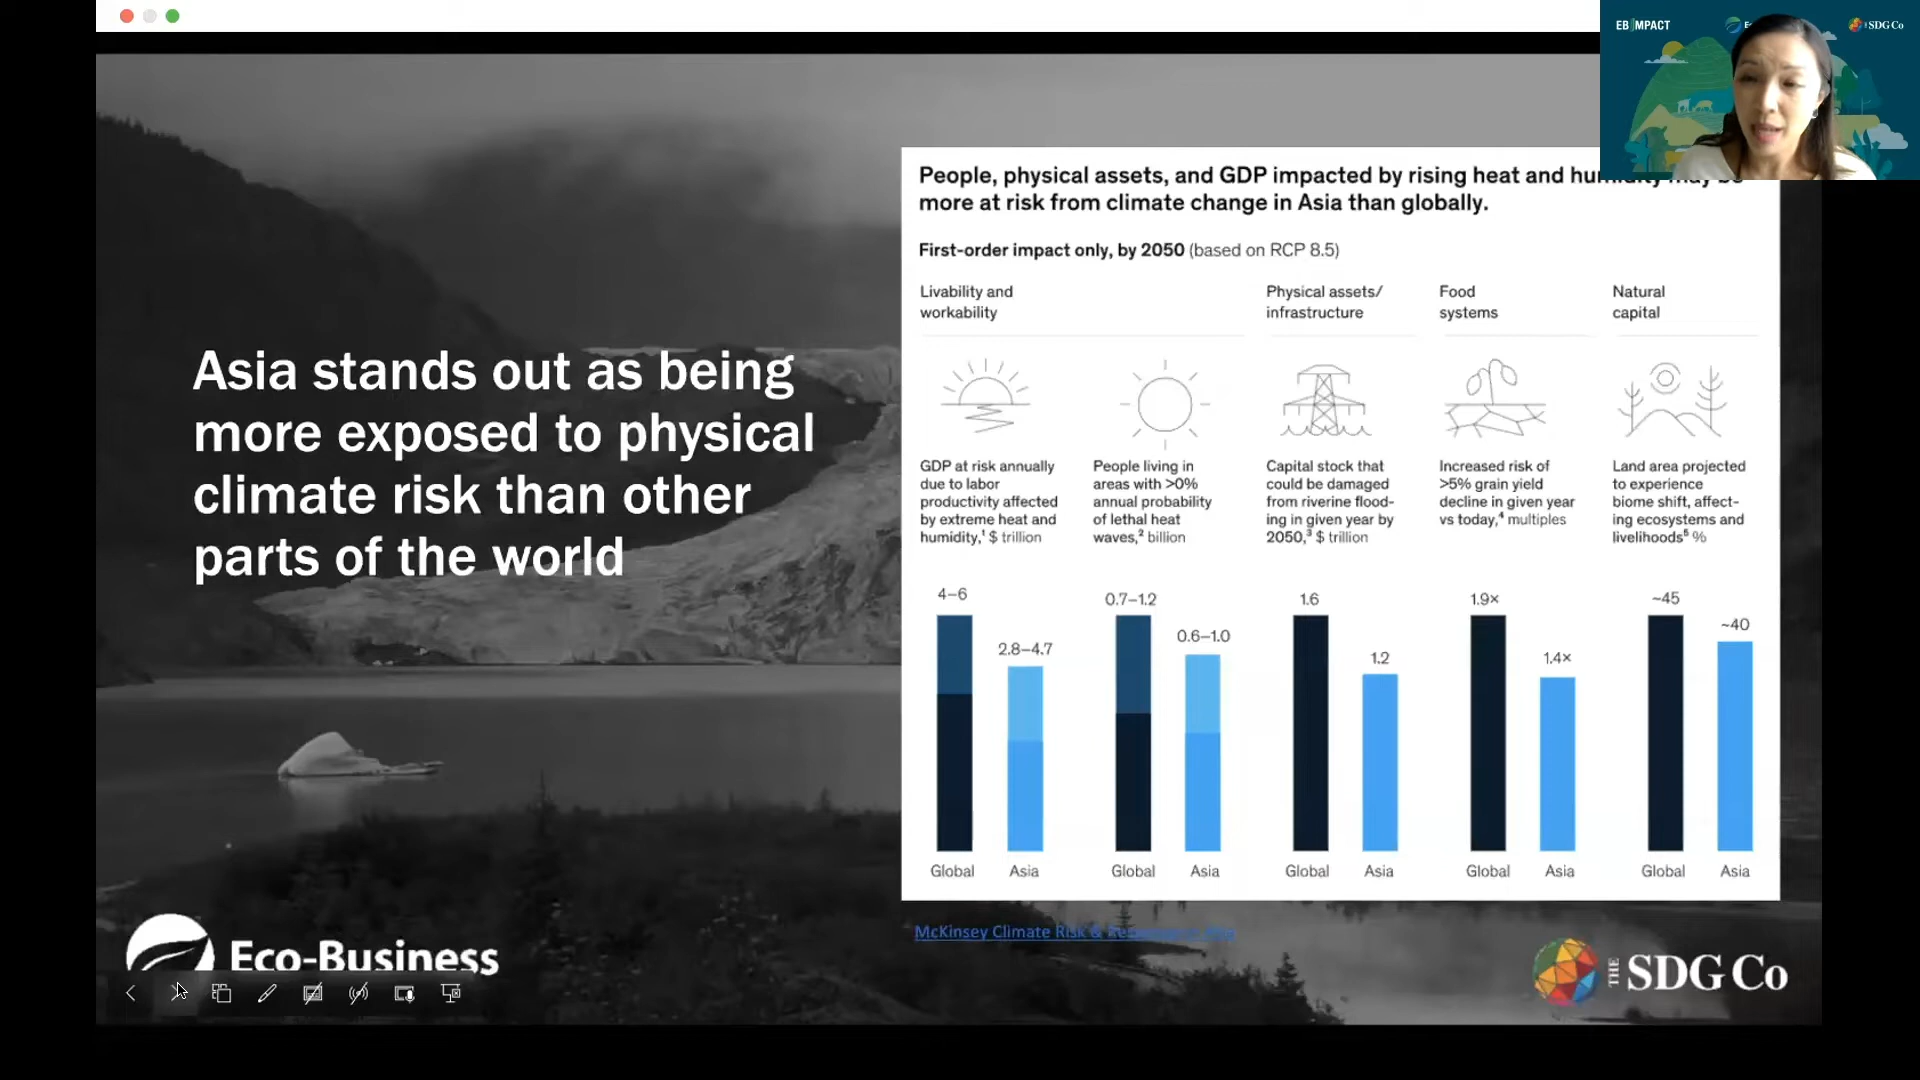 EB IMPACT
THE SDG Co
Asia stands out as being
more exposed to physical
climate risk than other
parts of the world
People, physical assets, and GDP impacted by rising heat and humidity may be
more at risk from climate change in Asia than globally.
First-order impact only, by 2050 (based on RCP 8.5)
Livability and
workability
Physical assets/
infrastructure
Food
systems
Natural
capital
GDP at risk annually
due to labor
productivity affected
by extreme heat and
humidity,¹ $ trillion
People living in
areas with >0%
annual probability
of lethal heat
waves,² billion
Capital stock that
could be damaged
from riverine flood-
ing in given year by
2050,³ $ trillion
Increased risk of
>5% grain yield
decline in given year
vs today,⁴ multiples
Land area projected
to experience
biome shift, affect-
ing ecosystems and
livelihoods⁵ %
4–6
2.8–4.7
0.7–1.2
0.6–1.0
1.6
1.2
1.9×
1.4×
~45
~40
Global Asia Global Asia Global Asia Global Asia Global Asia
McKinsey Climate Risk &
Eco-Business
THE SDG Co